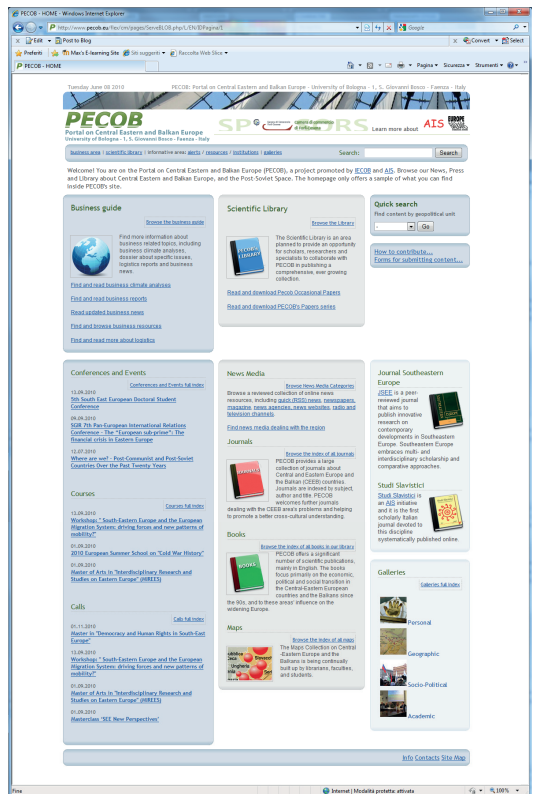 PECOB - HOME - Windows Internet Explorer
http://www.pecob.eu/flex/cm/pages/ServeBLOB.php/L/EN/IDPagina/1
Google
Edit
Post to Blog
Convert
Select
Preferiti
Mac's E-learning Site
Siti suggeriti
Raccolta Web Slice
PECOB - HOME
Pagina
Sicurezza
Strumenti
Tuesday June 08 2010
PECOB: Portal on Central Eastern and Balkan Europe - University of Bologna - 1, S. Giovanni Bosco - Faenza - Italy
PECOB
Portal on Central Eastern and Balkan Europe
University of Bologna - 1, S. Giovanni Bosco - Faenza - Italy
SP RS
Learn more about
AIS
EUROPE
business area | scientific library | informative area: alerts / resources / institutions | galleries
Search:
Search
Welcome! You are on the Portal on Central Eastern and Balkan Europe (PECOB), a project promoted by IECOB and AIS. Browse our News, Press
and Library about Central Eastern and Balkan Europe, and the Post-Soviet Space. The homepage only offers a sample of what you can find
inside PECOB's site.
Business guide
Browse the business guide
Find more information about
business related topics, including
business climate analises,
dossier about specific issues,
logistics reports and business
news.
Find and read business climate analises
Find and read business reports
Read updated business news
Find and browse business resources
Find and read more about logistics
Scientific Library
Browse the Library
PECOB's
LIBRARY
The Scientific Library is an area
planned to provide an opportunity
for scholars, researchers and
specialists to collaborate with
PECOB in publishing a
comprehensive, ever growing
collection.
Read and download Pecob Occasional Papers
Read and download PECOB's Papers series
Quick search
Find content by geopolitical unit
-
Go
How to contribute...
Forms for submitting content...
Conferences and Events
Conferences and Events full index
13.09.2010
5th South East European Doctoral Student
Conference
09.09.2010
SGIR 7th Pan-European International Relations
Conference - The "European sub-prime": The
financial crisis in Eastern Europe
12.07.2010
Where are we? - Post-Communist and Post-Soviet
Countries Over the Past Twenty Years
Courses
Courses full index
13.09.2010
Workshop: " South-Eastern Europe and the European
Migration System: driving forces and new patterns of
mobility?"
01.09.2010
2010 European Summer School on "Cold War History"
01.09.2010
Master of Arts in "Interdisciplinary Research and
Studies on Eastern Europe" (MIREES)
Calls
Calls full index
01.11.2010
Master in "Democracy and Human Rights in South-East
Europe"
13.09.2010
Workshop: " South-Eastern Europe and the European
Migration System: driving forces and new patterns of
mobility?"
01.09.2010
Master of Arts in "Interdisciplinary Research and
Studies on Eastern Europe" (MIREES)
01.09.2010
Masterclass 'SEE New Perspectives'
News Media
Browse News Media Categories
Browse a reviewed collection of online news
resources, including quick (RSS) news, newspapers,
magazine, news agencies, news websites, radio and
television channels.
Find news media dealing with the region
Journals
Browse the index of all journals
JOURNALS
PECOB provides a large
collection of journals about
Central and Eastern Europe and
the Balkan (CEEB) countries.
Journals are indexed by subject,
author and title. PECOB
welcomes further journals
dealing with the CEEB area's problems and helping
to promote a better cross-cultural understanding.
Books
Browse the index of all books in our library
BOOKS
PECOB offers a significant
number of scientific publications,
mainly in English. The books
focus primarily on the economic,
political and social transition in
the Central-Eastern European
countries and the Balkans since
the 90s, and to these areas' influence on the
widening Europe.
Maps
Browse the index of all maps
The Maps Collection on Central
-Eastern Europe and the
Balkans is being continually
built up by librarians, faculties,
and students.
Ungheria
Journal Southeastern
Europe
JSEE is a peer-
reviewed journal
that aims to
publish innovative
research on
contemporary
developments in Southeastern
Europe. Southeastern Europe
embraces multi- and
interdisciplinary scholarship and
comparative approaches.
Studi Slavistici
Studi Slavistici is
an AIS initiative
and it is the first
scholarly Italian
journal devoted to
this discipline
systematically published online.
Galleries
Galleries full index
Personal
Geographic
Socio-Political
Academic
Info Contacts Site Map
Fine
Internet | Modalità protetta: attivata
100%